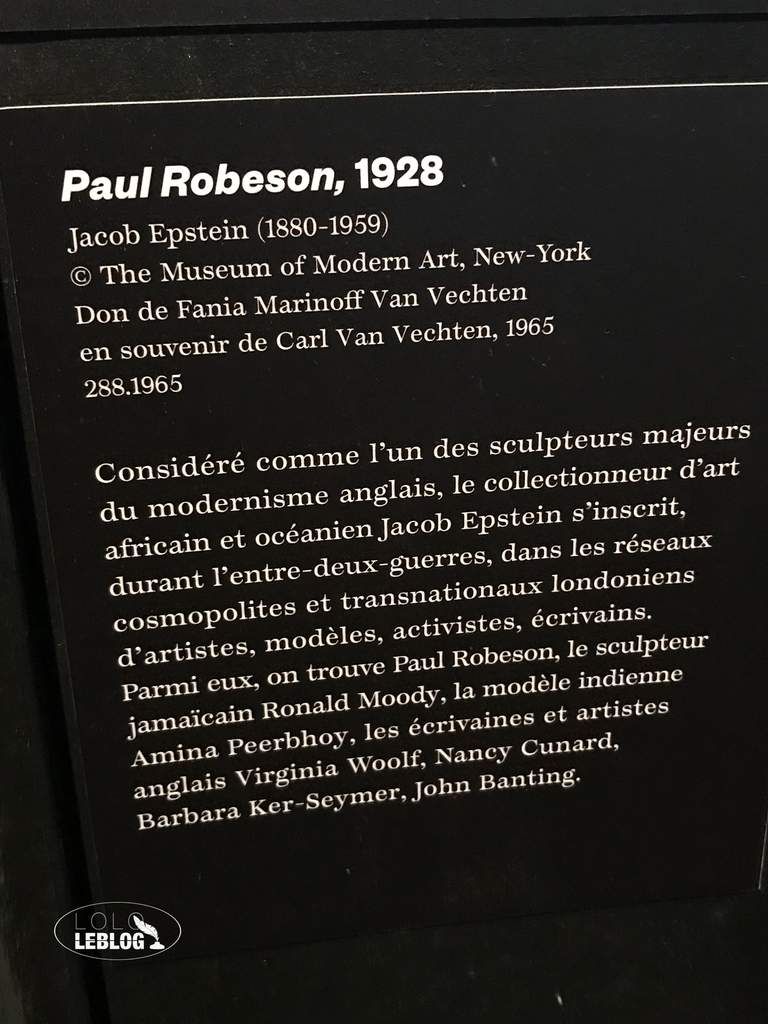 Paul Robeson, 1928
Jacob Epstein (1880-1959)
© The Museum of Modern Art, New-York
Don de Fania Marinoff Van Vechten
en souvenir de Carl Van Vechten, 1965
288.1965
Considéré comme l'un des sculpteurs majeurs
du modernisme anglais, le collectionneur d'art
africain et océanien Jacob Epstein s'inscrit,
durant l'entre-deux-guerres, dans les réseaux
cosmopolites et transnationaux londoniens
d'artistes, modèles, activistes, écrivains.
Parmi eux, on trouve Paul Robeson, le sculpteur
jamaïcain Ronald Moody, la modèle indienne
Amina Peerbhoy, les écrivaines et artistes
anglais Virginia Woolf, Nancy Cunard,
Barbara Ker-Seymer, John Banting.
LOLO
LEBLOG